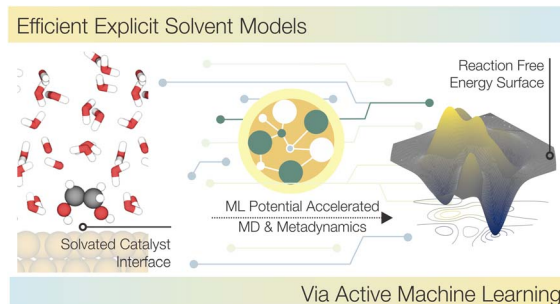 Efficient Explicit Solvent Models
Reaction Free
Energy Surface
ML Potential Accelerated
MD & Metadynamics
Solvated Catalyst
Interface
Via Active Machine Learning